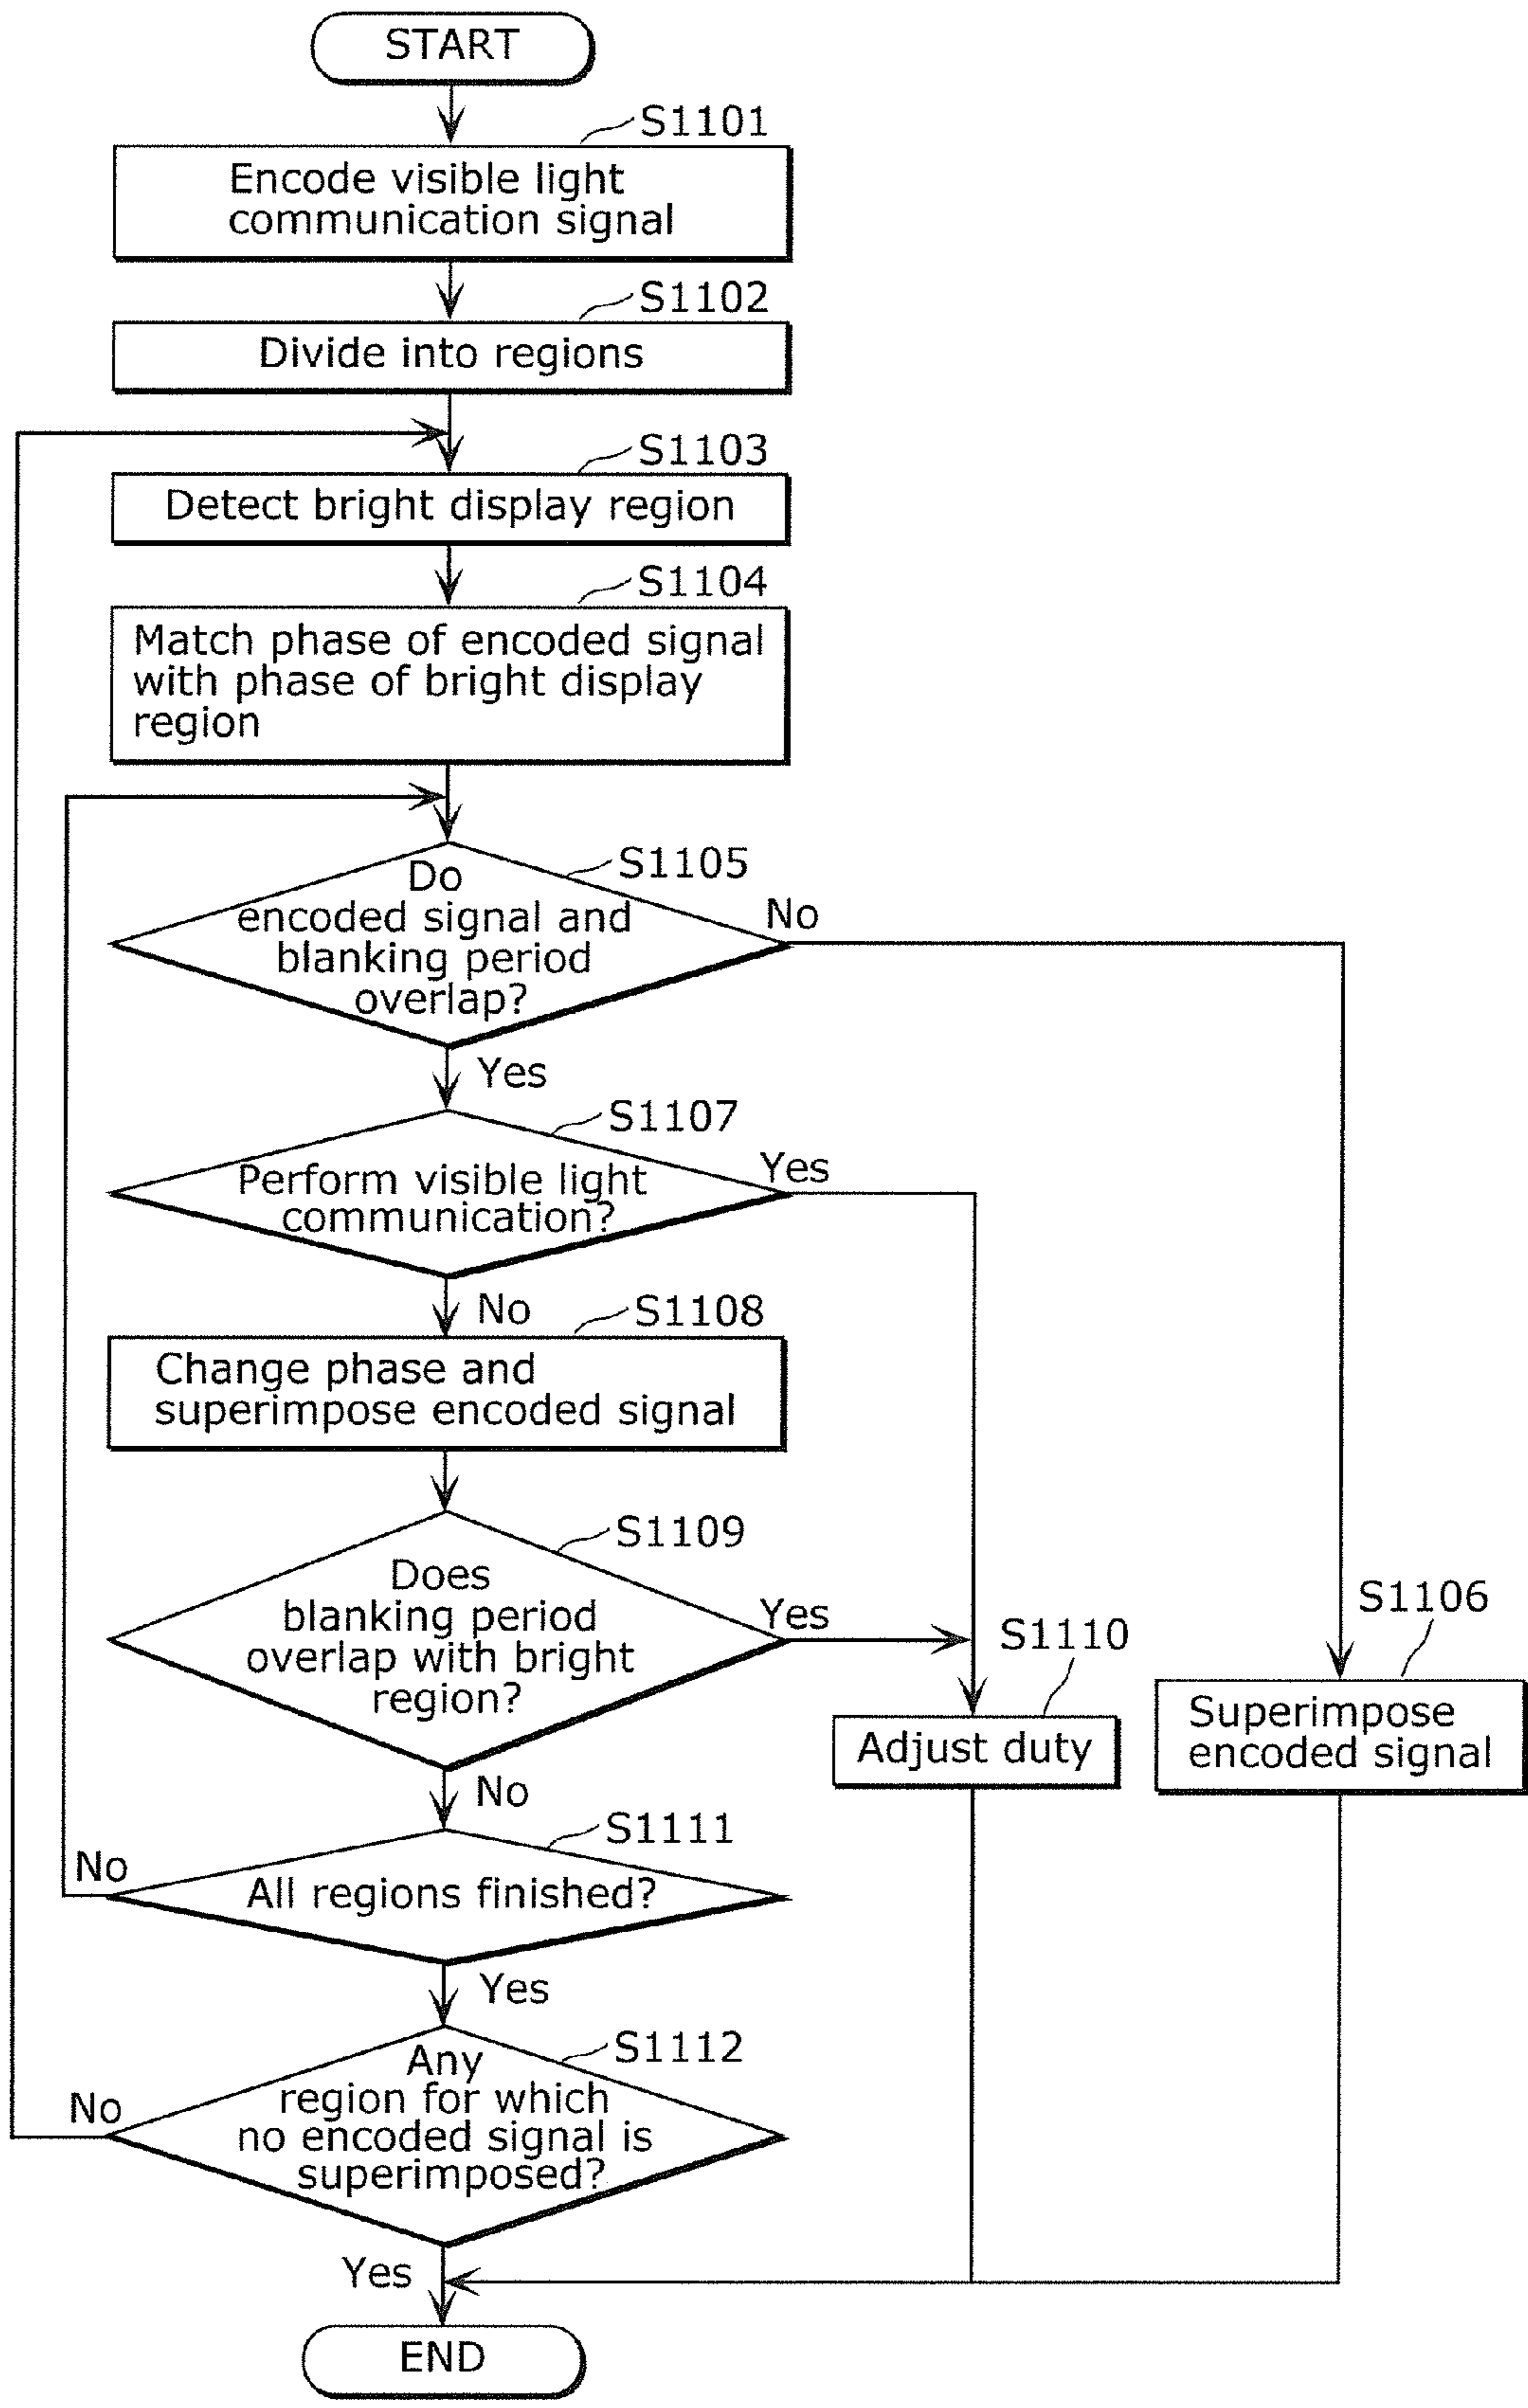 START
S1101
Encode visible light
communication signal
S1102
Divide into regions
S1103
Detect bright display region
S1104
Match phase of encoded signal
with phase of bright display
region
S1105
Do
encoded signal and
blanking period
overlap?
No
Yes
S1107
Perform visible light
communication?
Yes
No
S1108
Change phase and
superimpose encoded signal
S1109
Does
blanking period
overlap with bright
region?
Yes
S1110
Adjust duty
S1106
Superimpose
encoded signal
No
S1111
All regions finished?
No
Yes
S1112
Any
region for which
no encoded signal is
superimposed?
No
Yes
END